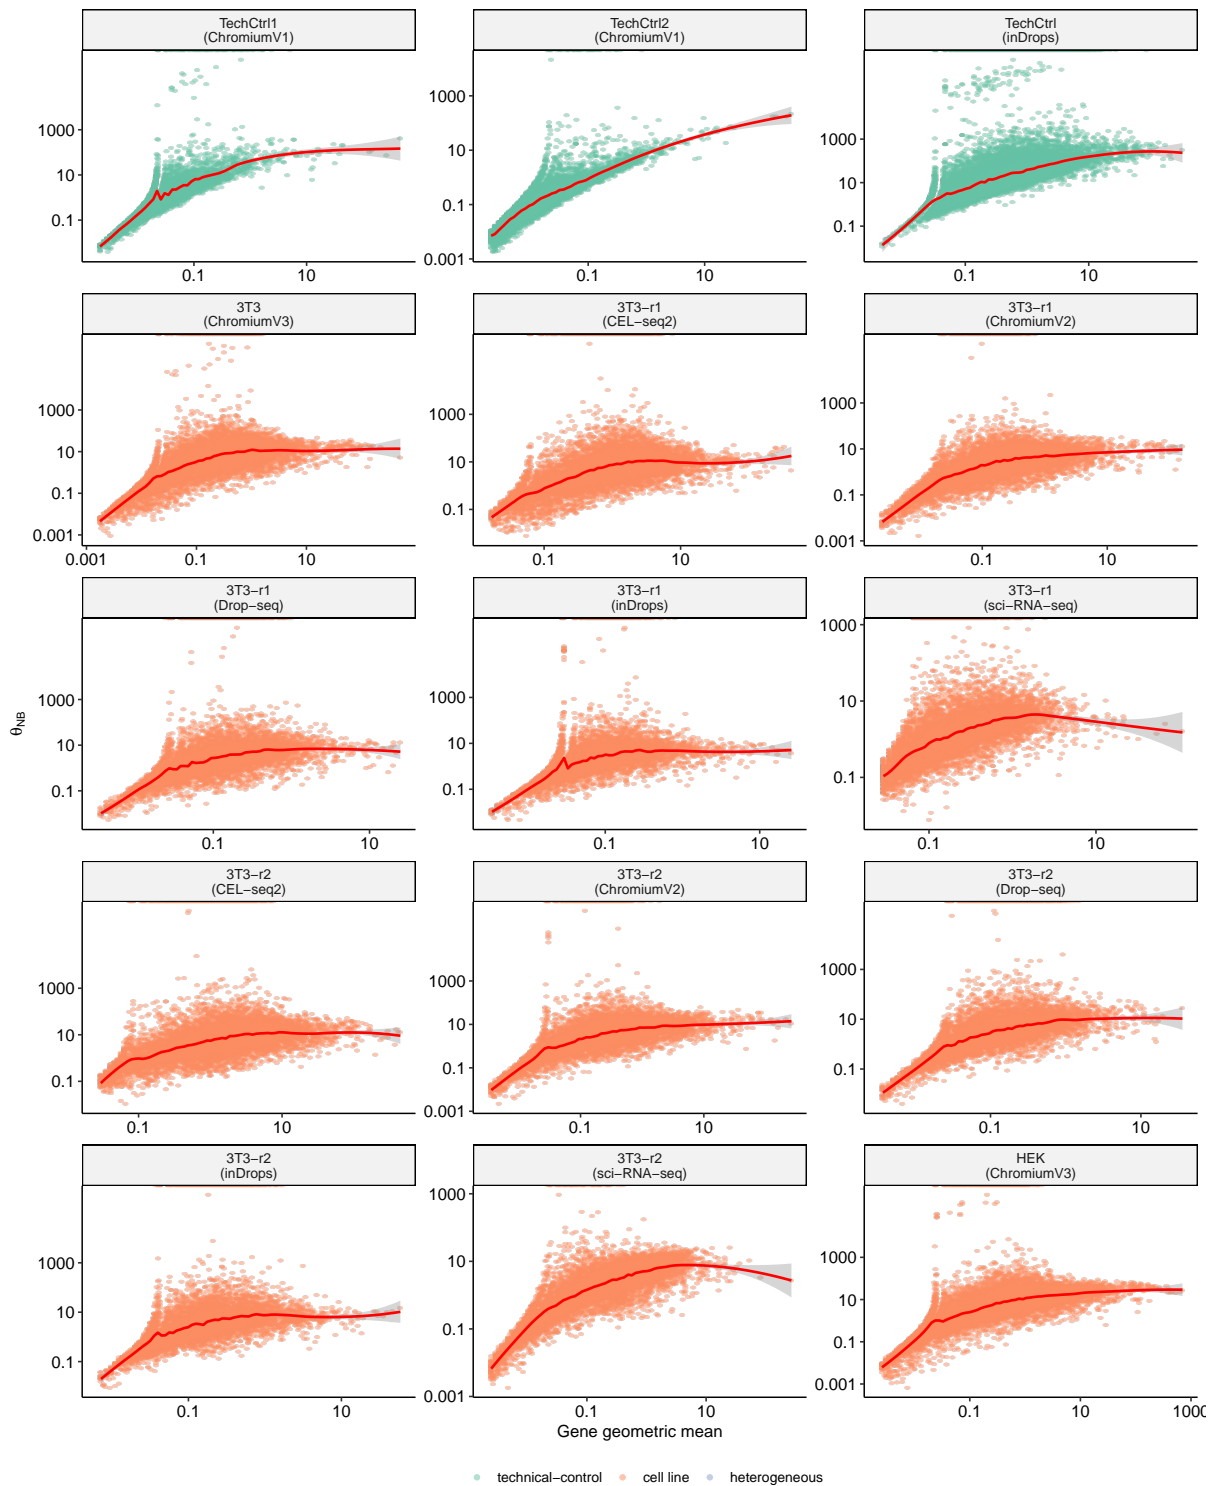 TechCtrl1
(ChromiumV1)
TechCtrl2
(ChromiumV1)
TechCtrl
(inDrops)
1000
10
0.1
0.1
10
1000
10
0.1
0.001
0.1
10
1000
10
0.1
0.1
10
3T3
(ChromiumV3)
3T3−r1
(CEL−seq2)
3T3−r1
(ChromiumV2)
1000
10
0.1
0.001
0.001
0.1
10
1000
10
0.1
0.1
10
1000
10
0.1
0.001
0.1
10
3T3−r1
(Drop−seq)
3T3−r1
(inDrops)
3T3−r1
(sci−RNA−seq)
1000
10
0.1
0.1
10
1000
10
0.1
0.1
10
1000
10
0.1
0.1
10
θNB
3T3−r2
(CEL−seq2)
3T3−r2
(ChromiumV2)
3T3−r2
(Drop−seq)
1000
10
0.1
0.1
10
1000
10
0.1
0.001
0.1
10
1000
10
0.1
0.1
10
3T3−r2
(inDrops)
3T3−r2
(sci−RNA−seq)
HEK
(ChromiumV3)
1000
10
0.1
0.1
10
1000
10
0.1
0.001
0.1
10
1000
10
0.1
0.001
0.1
10
1000
Gene geometric mean
technical−control
cell line
heterogeneous